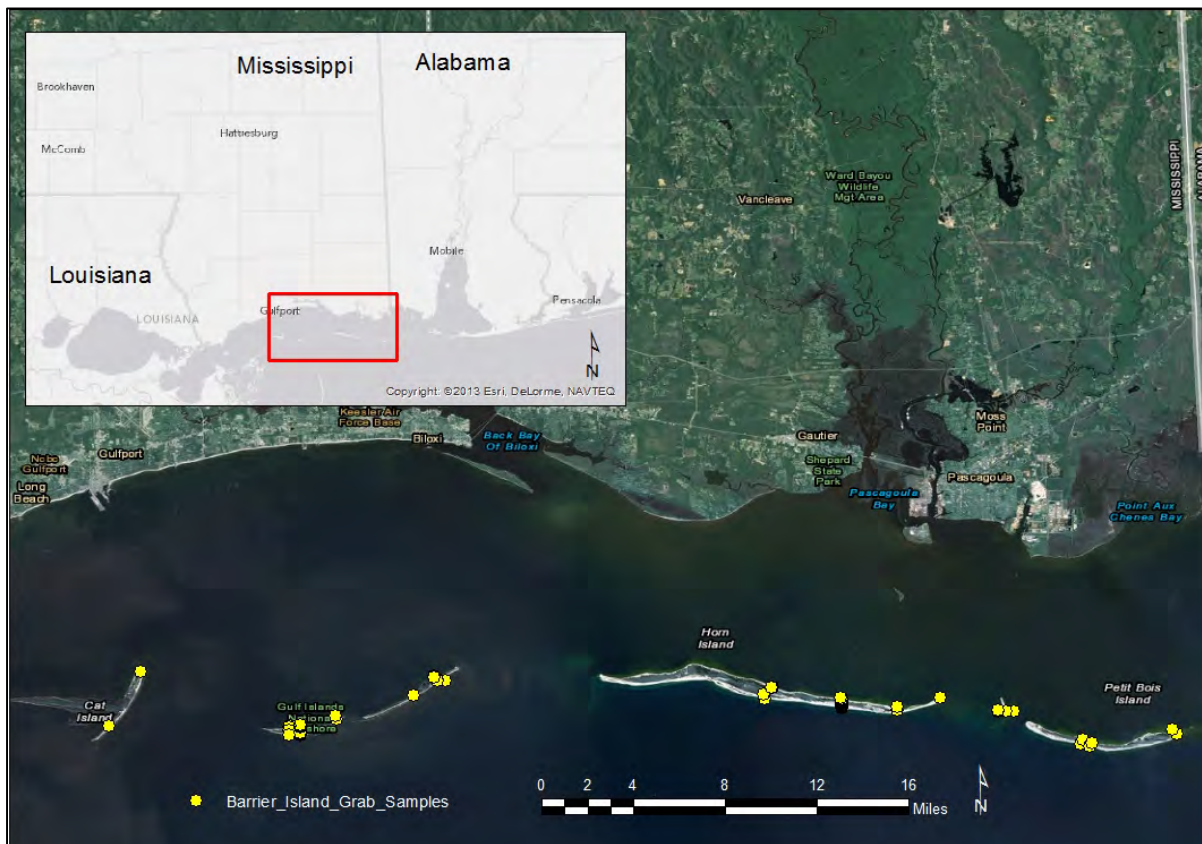 Mississippi
Alabama
Brookhaven
Hattiesburg
McComb
Mobile
Louisiana
Gulfport
Pensacola
LOUISIANA
N
Copyright: ©2013 Esri, DeLorme, NAVTEQ
MISSISSIPPI
ALABAMA
Ward Bayou
Wildlife
Mgt Area
Vancleave
Keesler Air
Force Base
Biloxi
Back Bay
Of Biloxi
Gulfport
Ncbc
Gulfport
Long
Beach
Moss
Point
Gautier
Shepard
State
Park
Pascagoula
Pascagoula
Bay
Point Aux
Chenes Bay
Horn
Island
Cat
Island
Gulf Islands
Petit Bois
Island
Barrier_Island_Grab_Samples
0 2 4 8 12 16
Miles
N